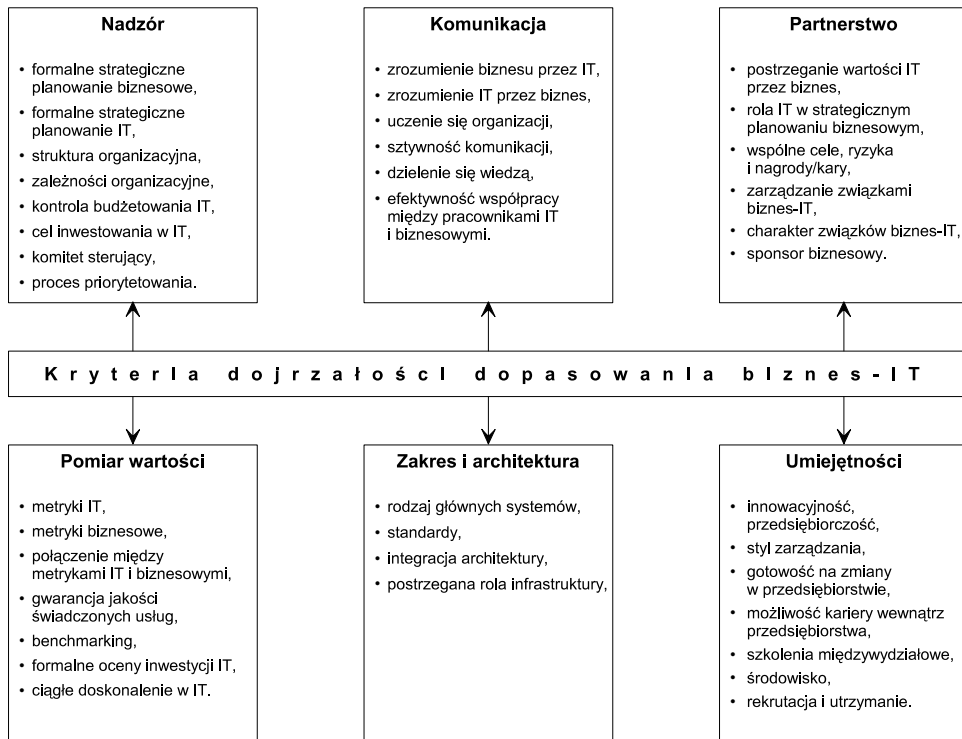 Nadzór
• formalne strategiczne
planowanie biznesowe,
• formalne strategiczne
planowanie IT,
• struktura organizacyjna,
• zależności organizacyjne,
• kontrola budżetowania IT,
• cel inwestowania w IT,
• komitet sterujący,
• proces priorytetowania.
Komunikacja
• zrozumienie biznesu przez IT,
• zrozumienie IT przez biznes,
• uczenie się organizacji,
• sztywność komunikacji,
• dzielenie się wiedzą,
• efektywność współpracy
między pracownikami IT
i biznesowymi.
Partnerstwo
• postrzeganie wartości IT
przez biznes,
• rola IT w strategicznym
planowaniu biznesowym,
• wspólne cele, ryzyka
i nagrody/kary,
• zarządzanie związkami
biznes-IT,
• charakter związków biznes-IT,
• sponsor biznesowy.
Kryteria dojrzałości dopasowania biznes-IT
Pomiar wartości
• metryki IT,
• metryki biznesowe,
• połączenie między
metrykami IT i biznesowymi,
• gwarancja jakości
świadczonych usług,
• benchmarking,
• formalne oceny inwestycji IT,
• ciągłe doskonalenie w IT.
Zakres i architektura
• rodzaj głównych systemów,
• standardy,
• integracja architektury,
• postrzegana rola infrastruktury,
Umiejętności
• innowacyjność,
przedsiębiorczość,
• styl zarządzania,
• gotowość na zmiany
w przedsiębiorstwie,
• możliwość kariery wewnątrz
przedsiębiorstwa,
• szkolenia międzywydziałowe,
• środowisko,
• rekrutacja i utrzymanie.